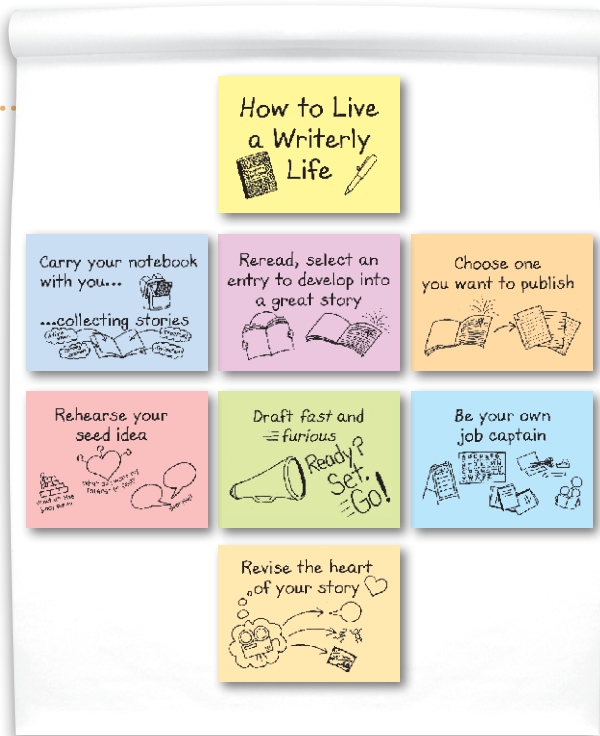 How to Live
a Writerly
Life
Carry your notebook
with you...
...collecting stories
Reread, select an
entry to develop into
a great story
Choose one
you want to publish
Rehearse your
seed idea
Draft fast and
furious
Ready?
Set.
Go!
Be your own
job captain
Revise the heart
of your story